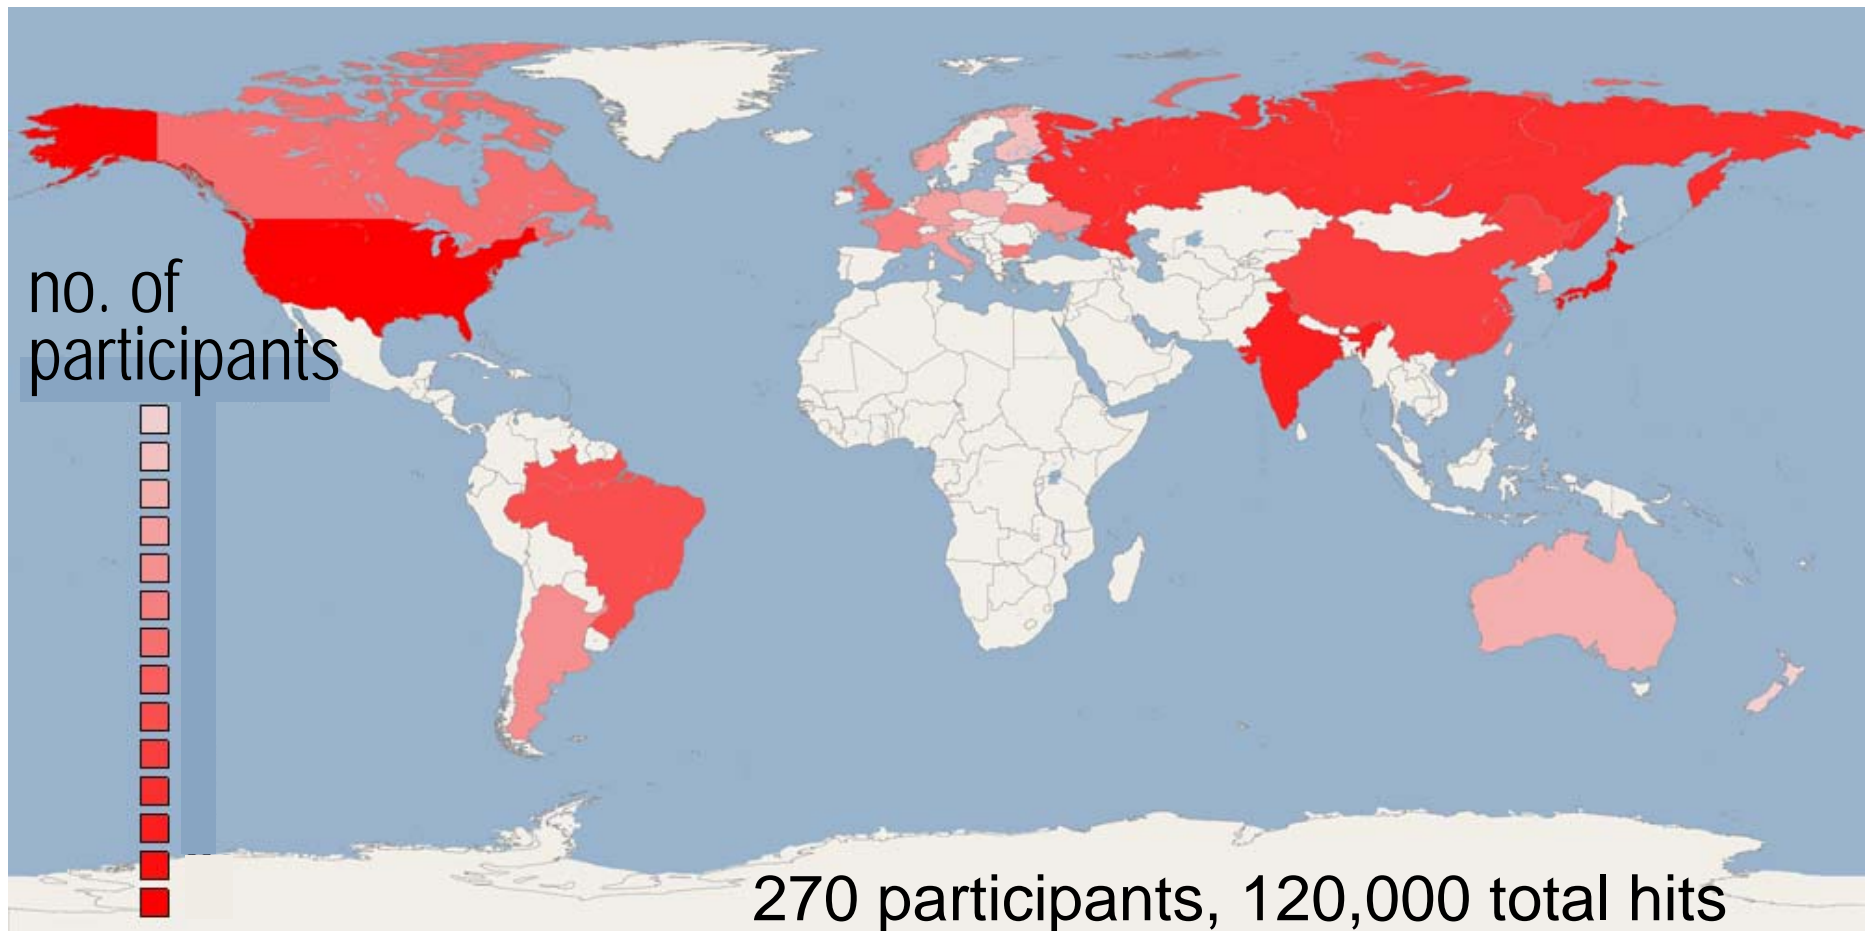 no. of
participants
270 participants, 120,000 total hits